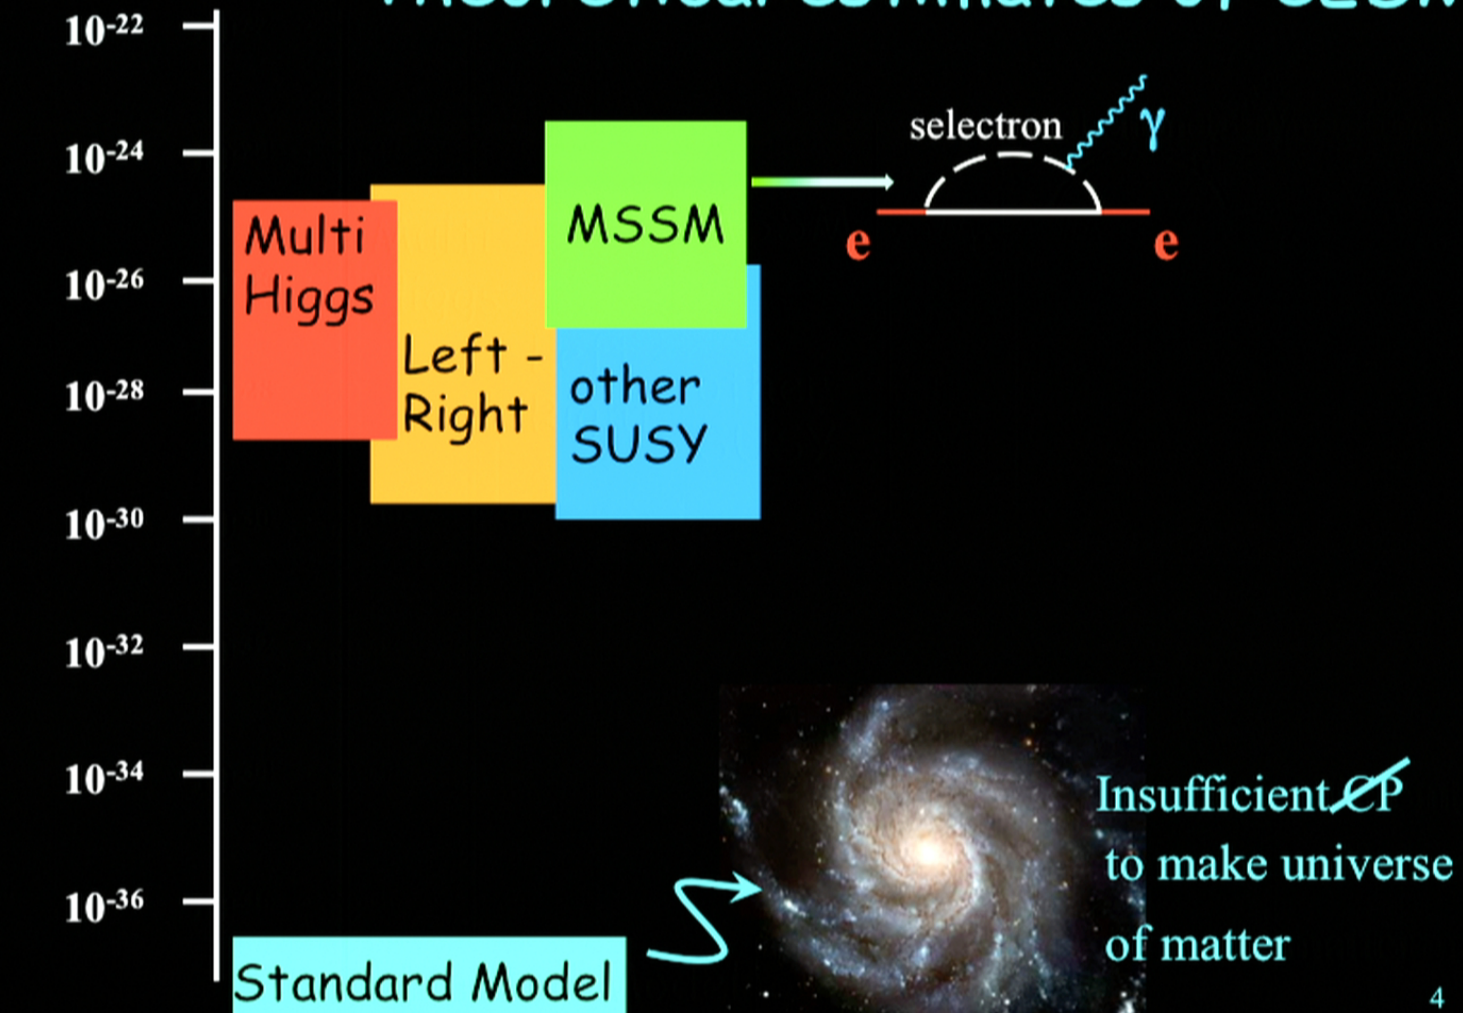 10-22
10-24
10-26
10-28
10-30
10-32
10-34
10-36
Multi
Higgs
Left -
Right
MSSM
other
SUSY
selectron
γ
e e
Standard Model
Insufficient CP
to make universe
of matter
4